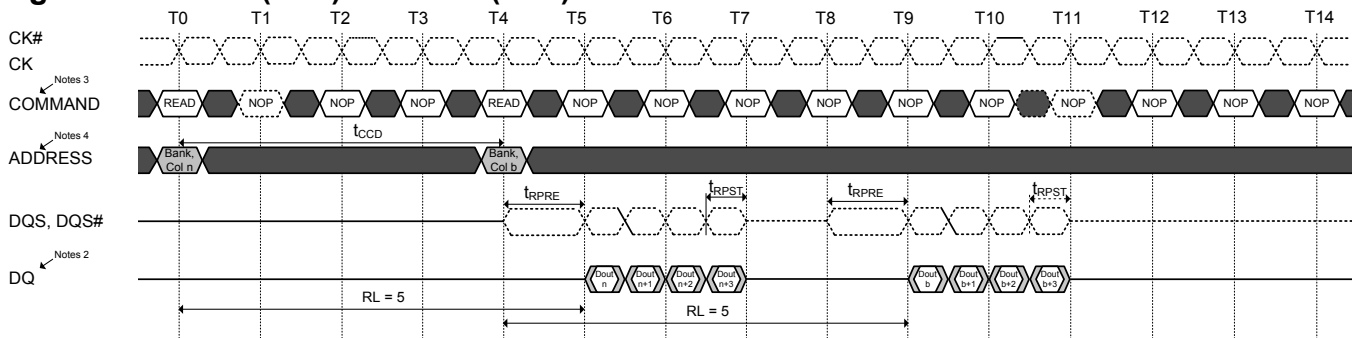 T0 T1 T2 T3 T4 T5 T6 T7 T8 T9 T10 T11 T12 T13 T14
CK#
CK
Notes 3
COMMAND READ NOP NOP NOP READ NOP NOP NOP NOP NOP NOP NOP NOP NOP NOP
tCCD
Notes 4
ADDRESS
Bank, Bank,
Col n Col b
tRPRE tRPST tRPRE tRPST
DQS, DQS#
Notes 2
DQ
Dout Dout Dout Dout Dout Dout Dout Dout
n n+1 n+2 n+3 b b+1 b+2 b+3
RL = 5
RL = 5